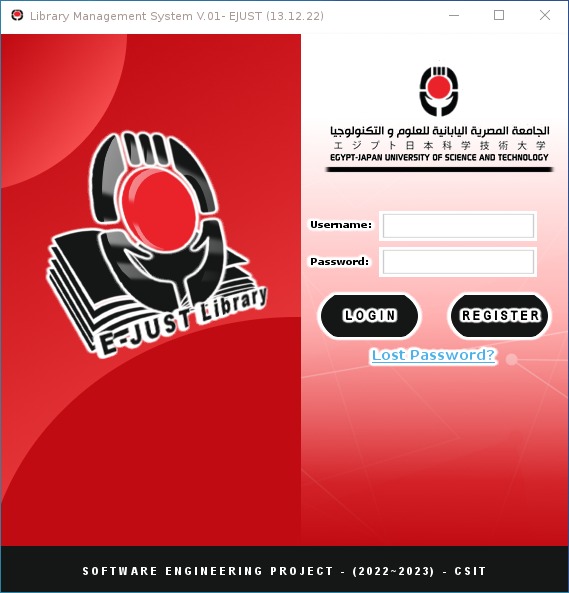 Library Management System V.01- EJUST (13.12.22)
E-JUST Library
الجامعة المصرية اليابانية للعلوم و التكنولوجيا
エジプト日本科学技術大学
EGYPT-JAPAN UNIVERSITY OF SCIENCE AND TECHNOLOGY
Username:
Password:
LOGIN REGISTER
Lost Password?
SOFTWARE ENGINEERING PROJECT - (2022~2023) - CSIT